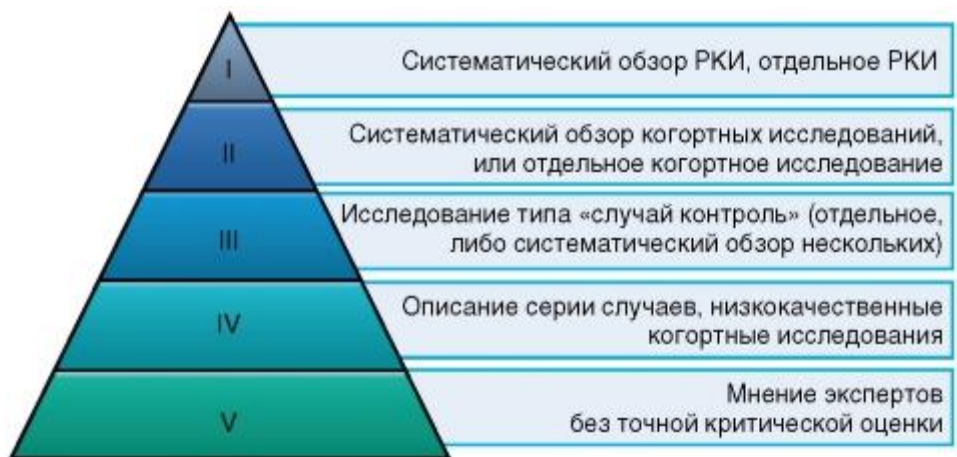 I
Систематический обзор РКИ, отдельное РКИ
II
Систематический обзор когортных исследований,
или отдельное когортное исследование
III
Исследование типа «случай контроль» (отдельное,
либо систематический обзор нескольких)
IV
Описание серии случаев, низкокачественные
когортные исследования
V
Мнение экспертов
без точной критической оценки